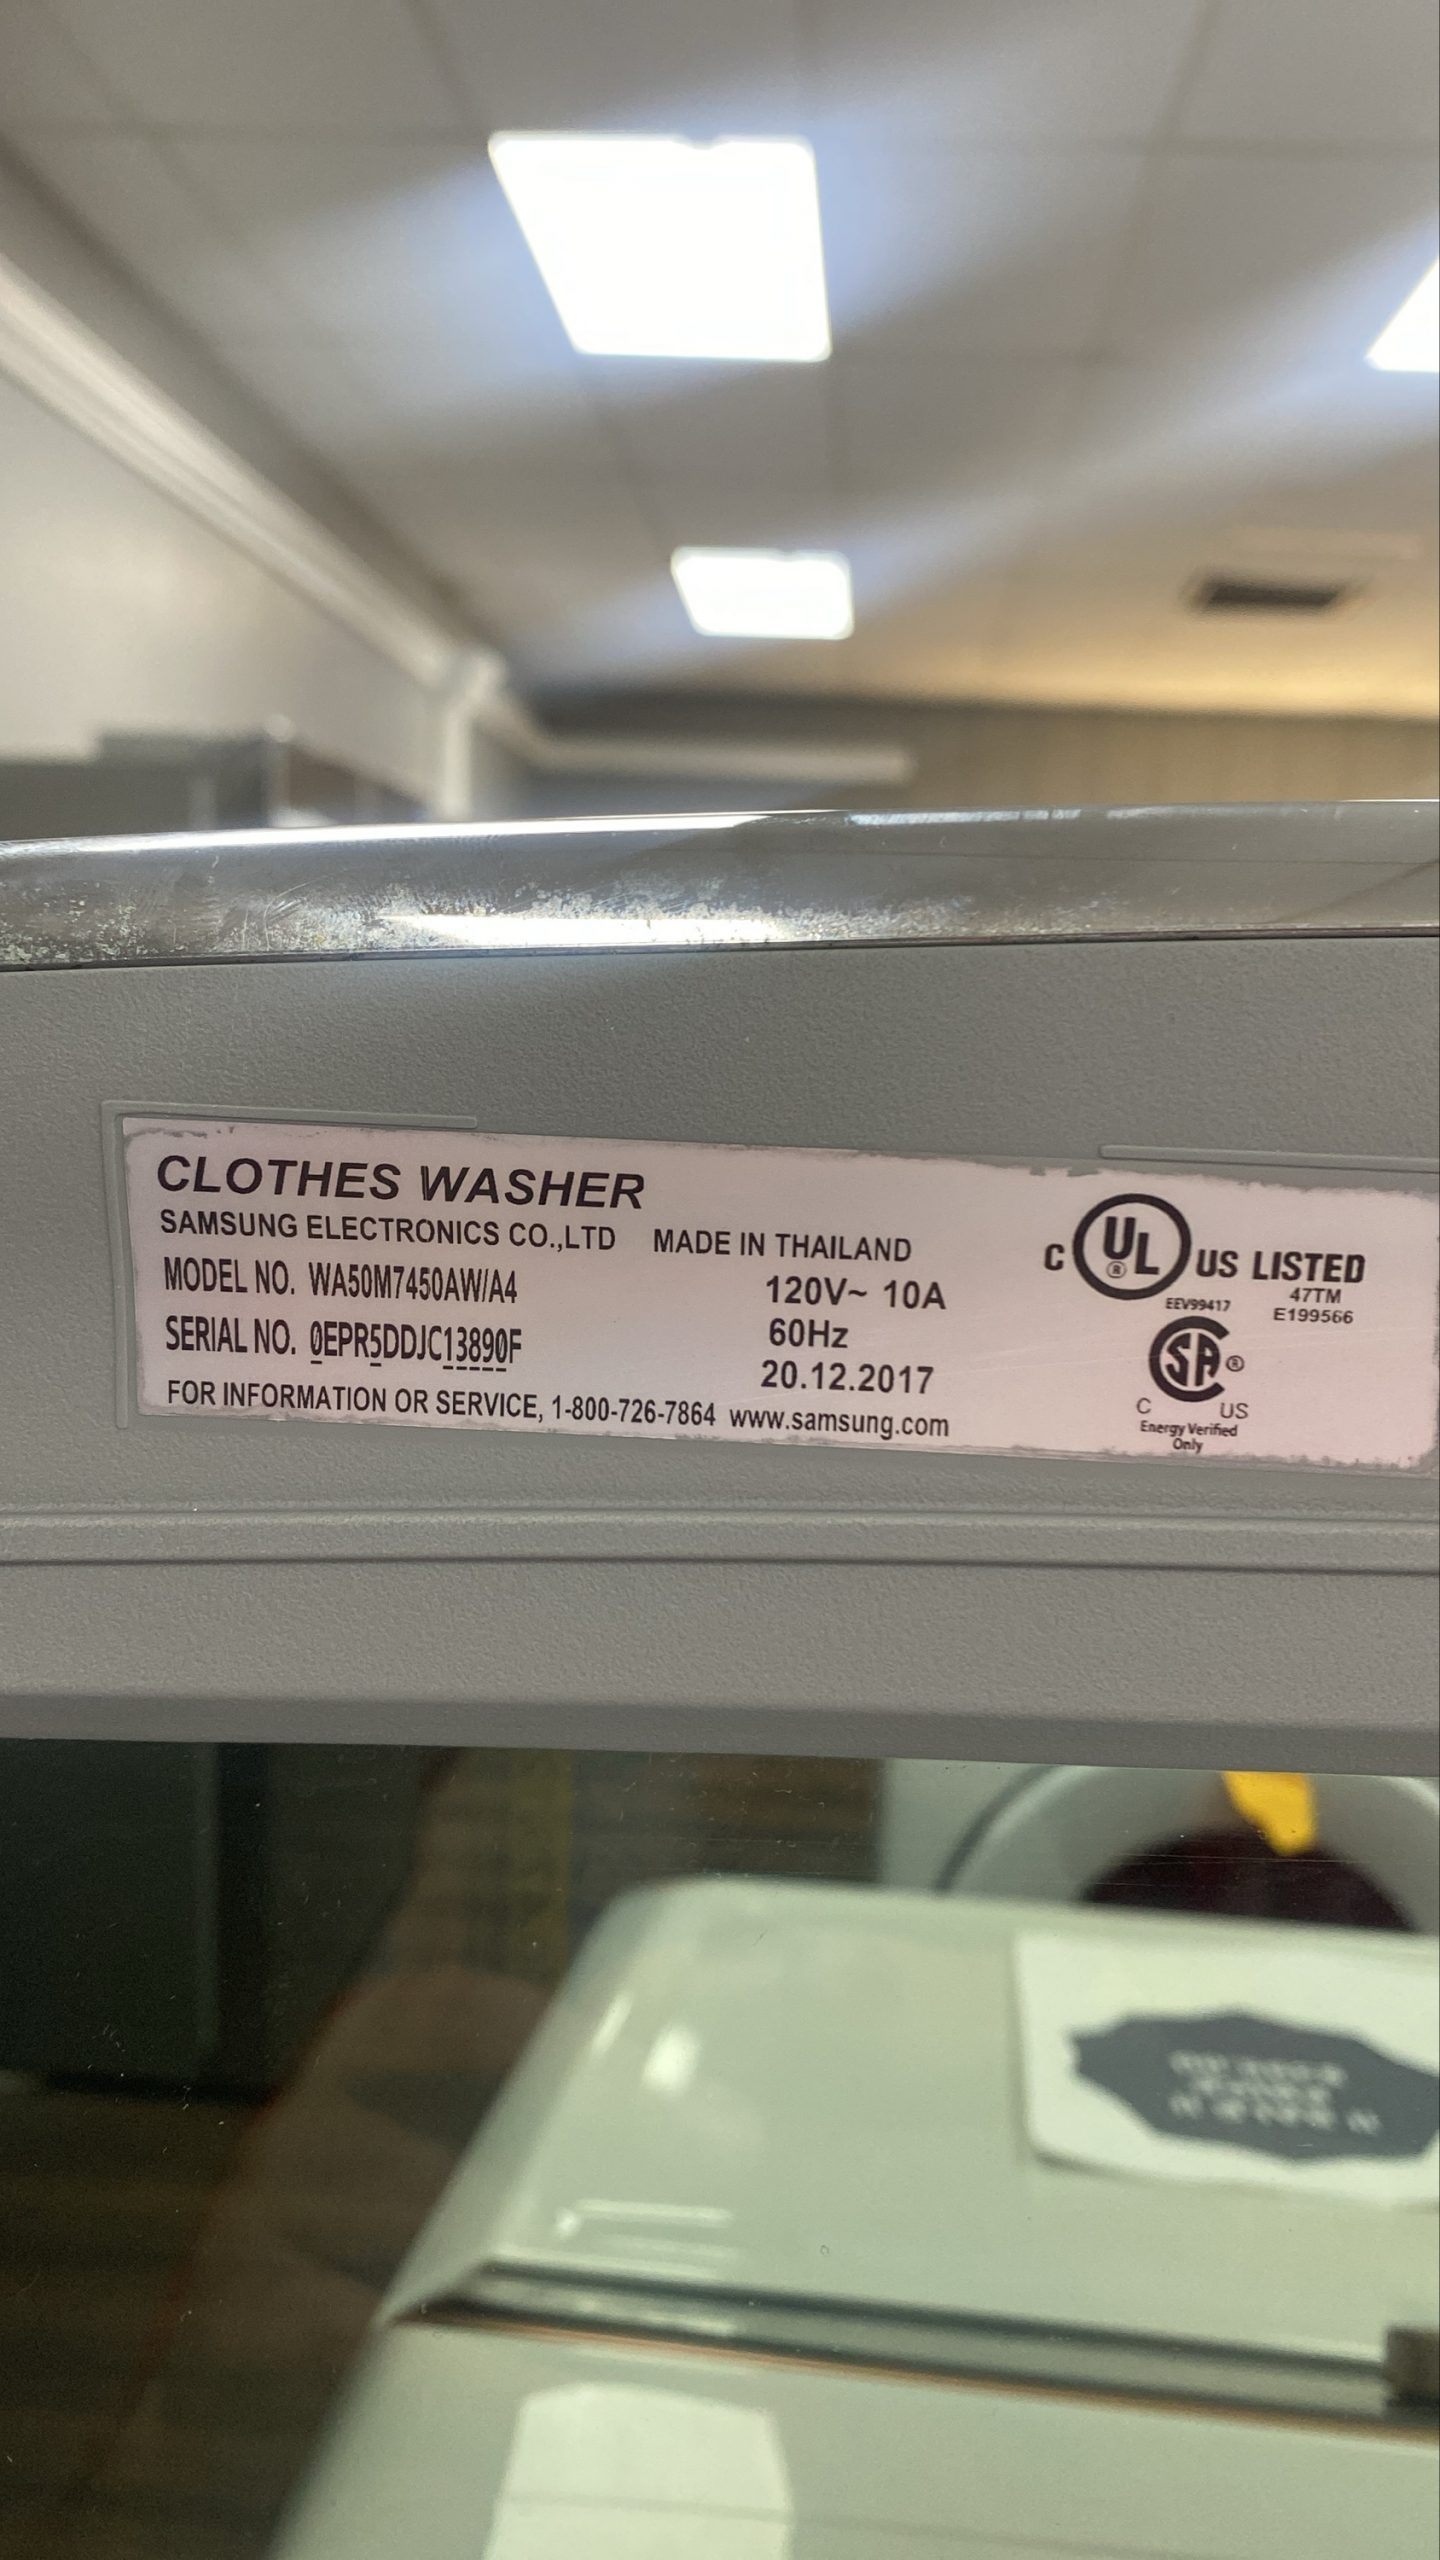 CLOTHES WASHER
SAMSUNG ELECTRONICS CO.,LTD MADE IN THAILAND
MODEL NO. WA50M7450AW/A4 120V~ 10A
SERIAL NO. 0EPR5DDJC13890F 60Hz
20.12.2017
FOR INFORMATION OR SERVICE, 1-800-726-7864 www.samsung.com
C UL® US LISTED
47TM
EEV99417 E199566
SA®
C US
Energy Verified
Only